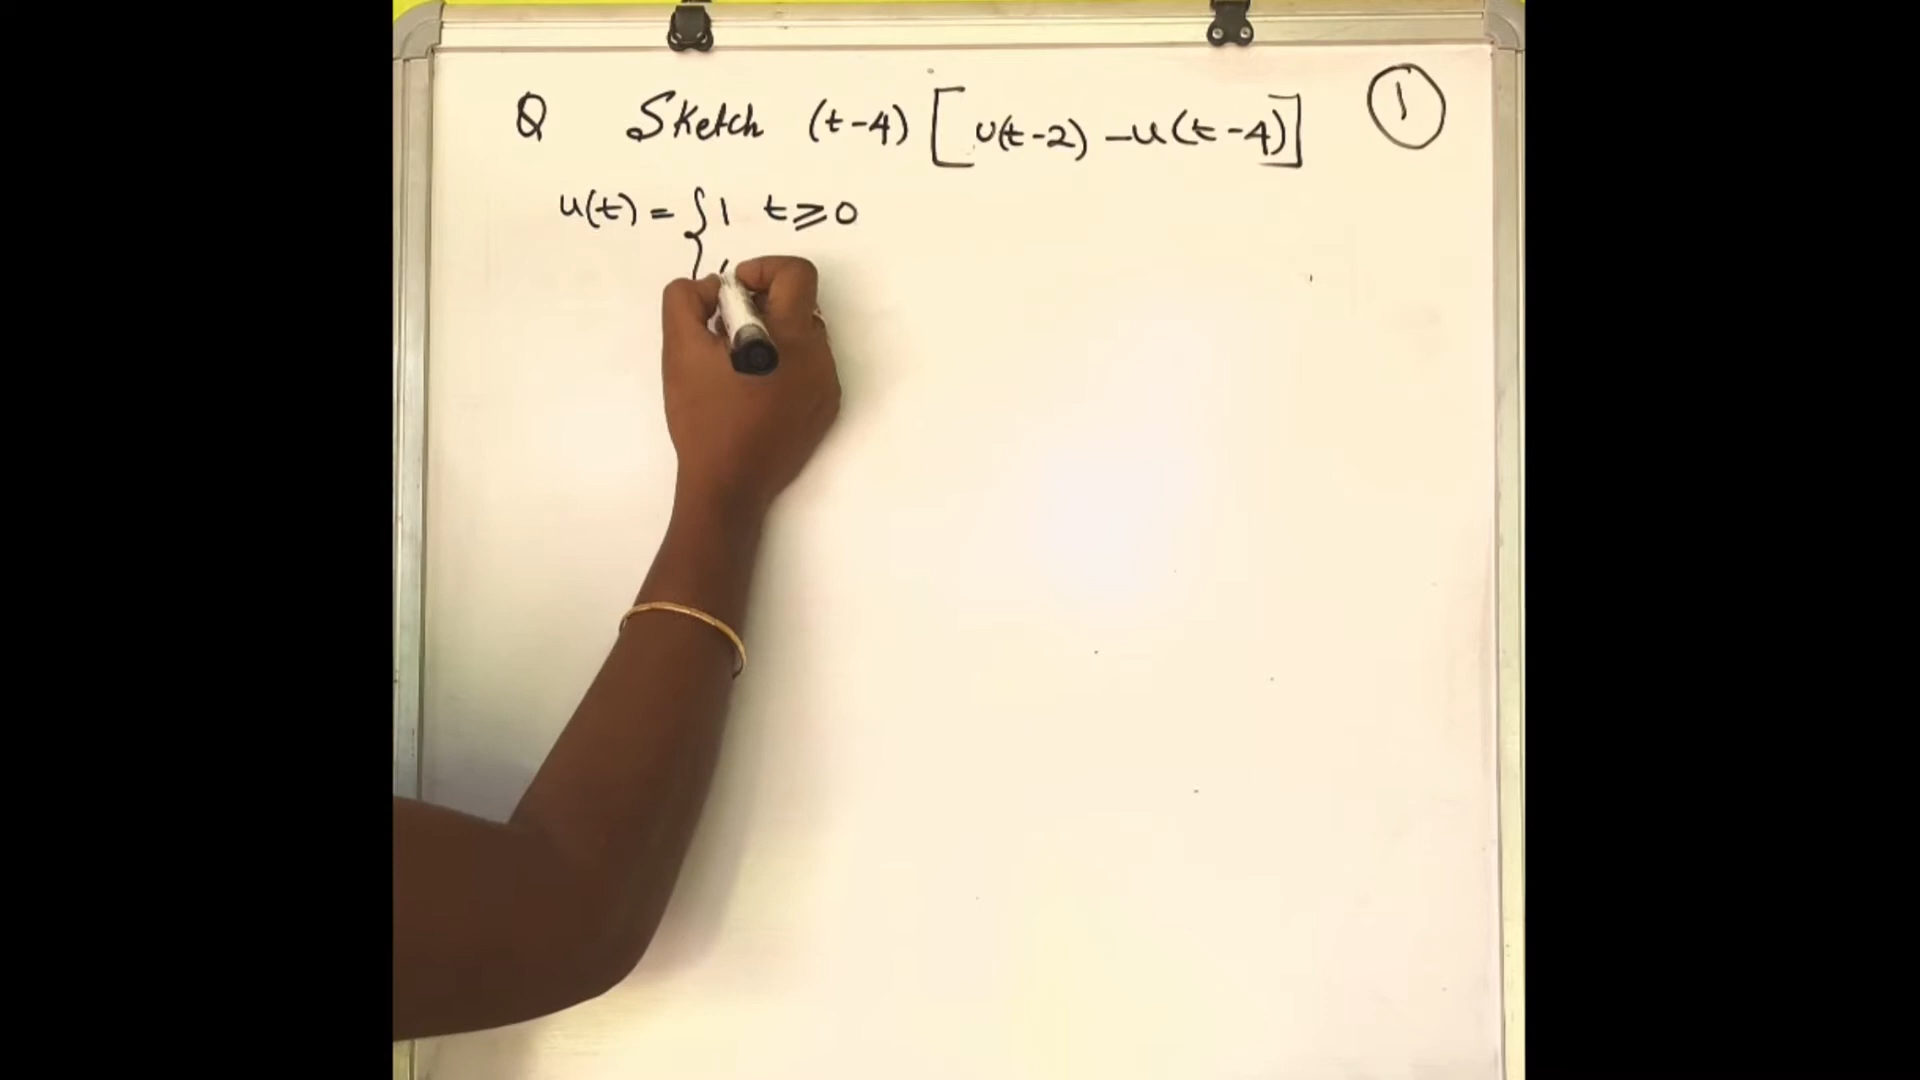 Q Sketch (t-4) [u(t-2) -u(t-4)] 1
u(t) = { 1 t ⩾ 0